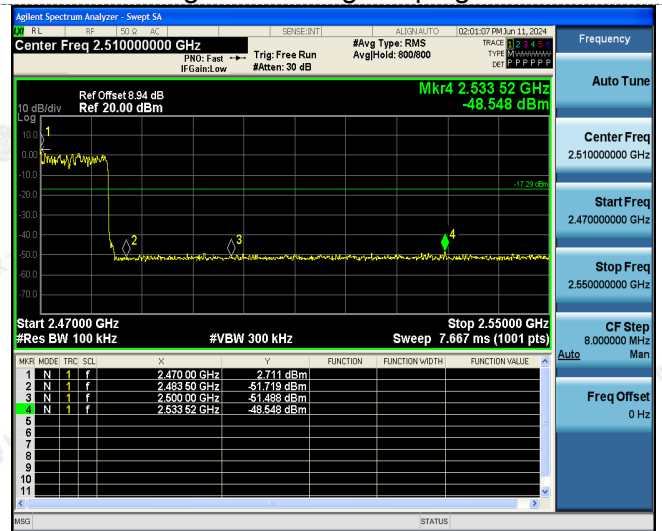 Agilent Spectrum Analyzer - Swept SA
RL RF 50 Ω AC SENSE:INT ALIGNAUTO 02:01:07 PM Jun 11, 2024
Center Freq 2.510000000 GHz
#Avg Type: RMS
TRACE 1 2 3 4 5 6
PNO: Fast Trig: Free Run Avg|Hold: 800/800
TYPE M
IFGain:Low #Atten: 30 dB
DET P P P P P P
Mkr4 2.533 52 GHz
-48.548 dBm
Ref Offset 8.94 dB
10 dB/div Ref 20.00 dBm
Log
10.0
0.00
-10.0
-20.0
-30.0
-40.0
-50.0
-60.0
-70.0
1
2
3
4
-17.29 dBm
Start 2.47000 GHz Stop 2.55000 GHz
#Res BW 100 kHz #VBW 300 kHz Sweep 7.667 ms (1001 pts)
MKR MODE TRC SCL X Y FUNCTION FUNCTION WIDTH FUNCTION VALUE
1 N 1 f 2.470 00 GHz 2.711 dBm
2 N 1 f 2.483 50 GHz -51.719 dBm
3 N 1 f 2.500 00 GHz -51.488 dBm
4 N 1 f 2.533 52 GHz -48.548 dBm
5
6
7
8
9
10
11
MSG STATUS
Frequency
Auto Tune
Center Freq
2.510000000 GHz
Start Freq
2.470000000 GHz
Stop Freq
2.550000000 GHz
CF Step
8.000000 MHz
Auto Man
Freq Offset
0 Hz